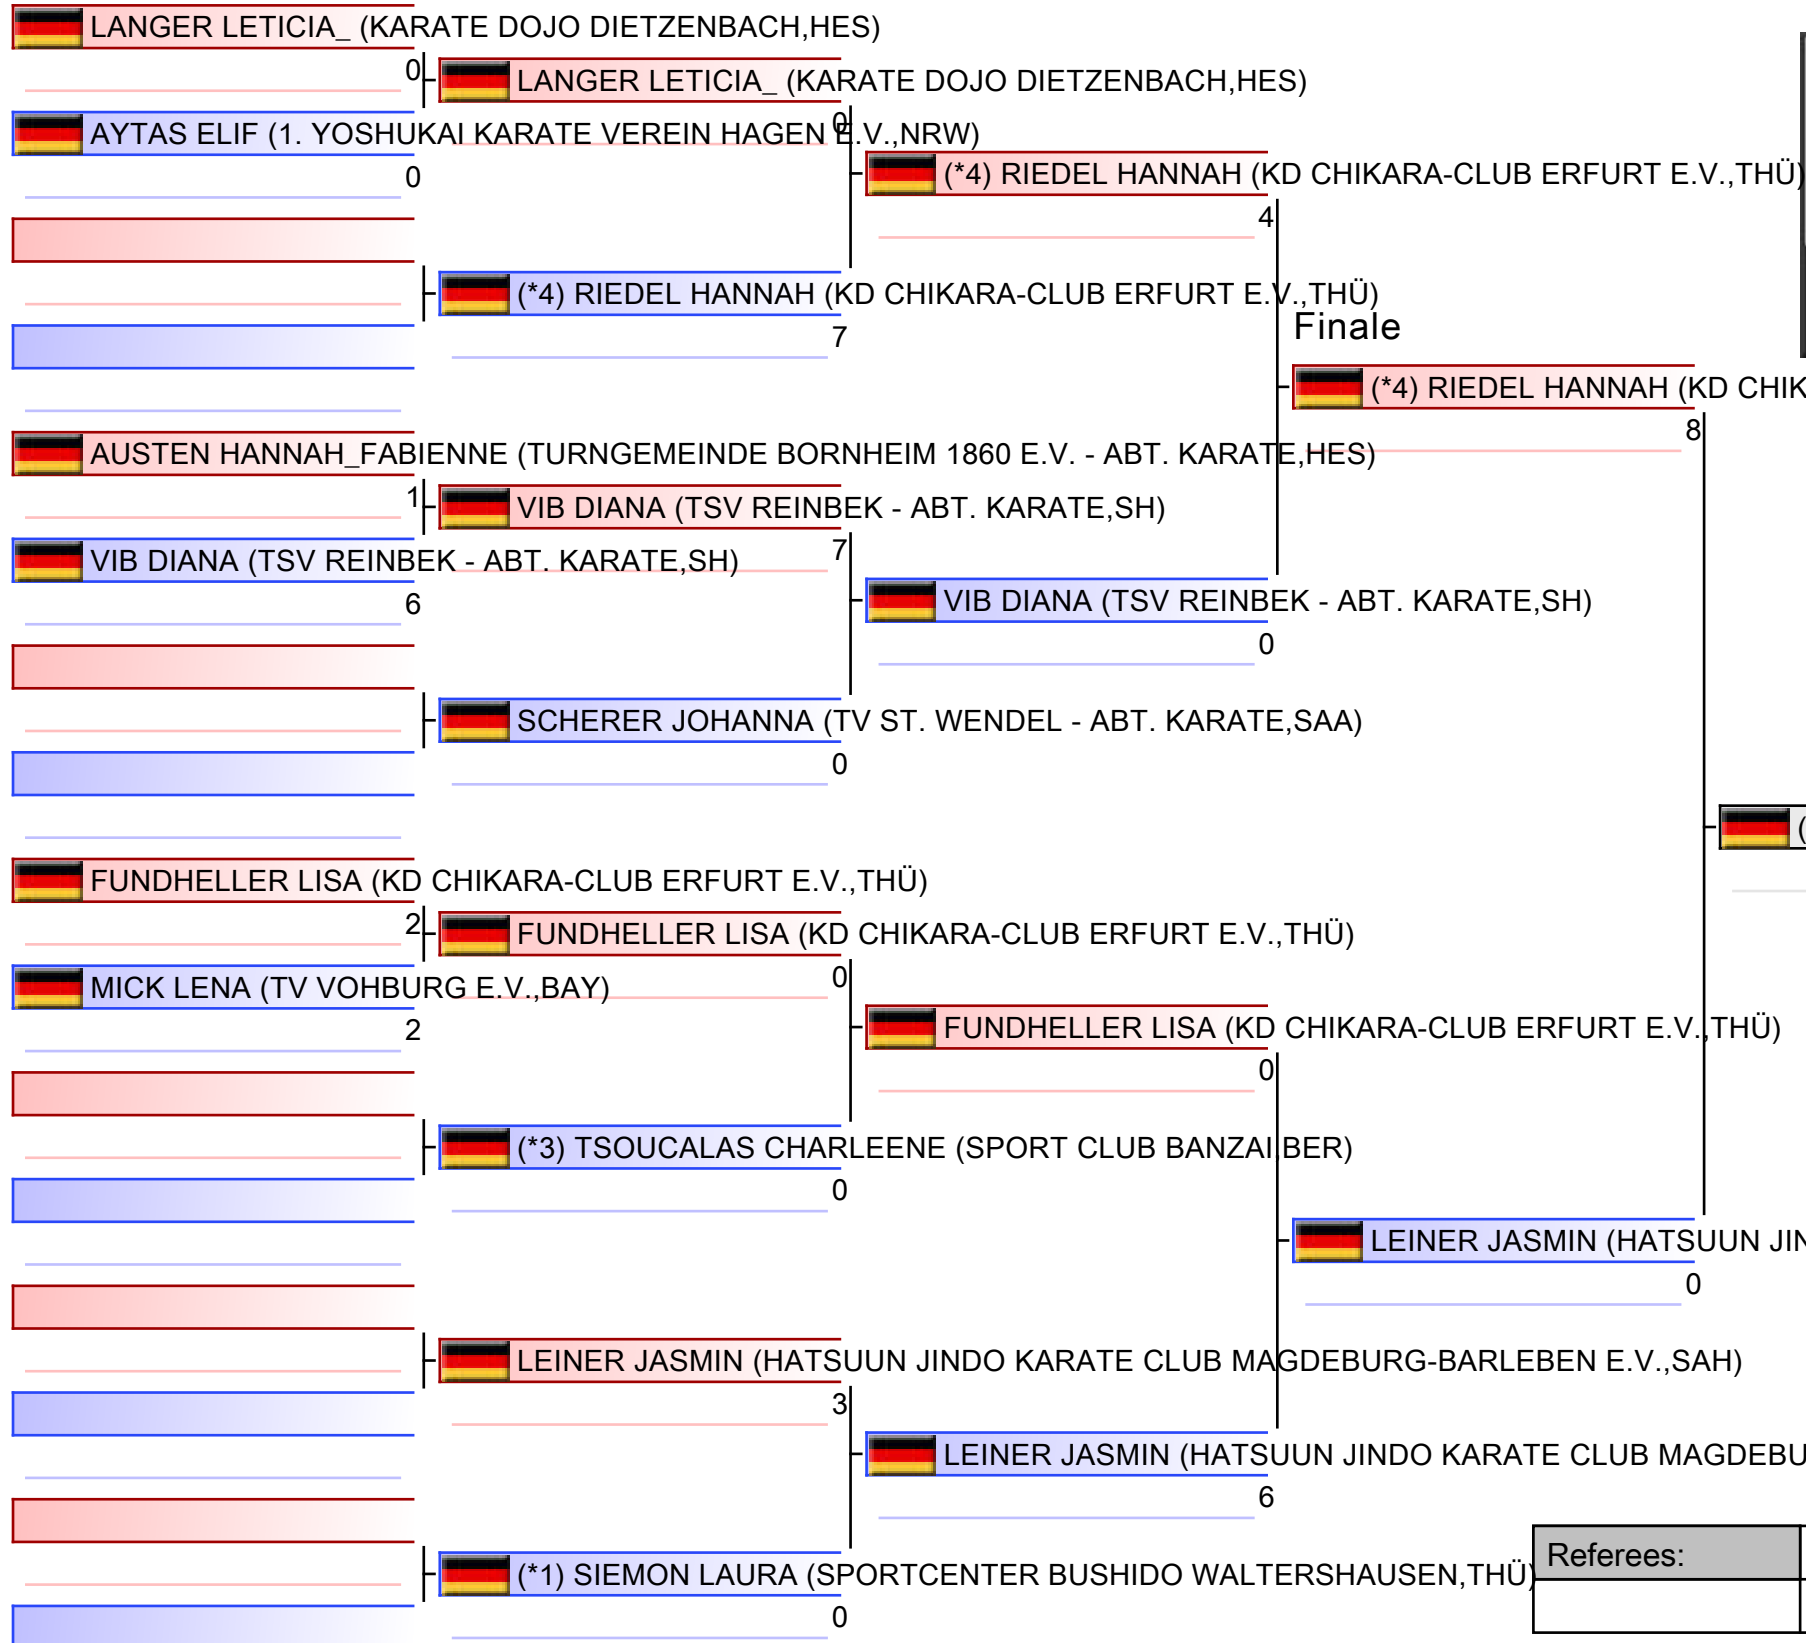 LANGER LETICIA_ (KARATE DOJO DIETZENBACH,HES)
0
LANGER LETICIA_ (KARATE DOJO DIETZENBACH,HES)
0
AYTAS ELIF (1. YOSHUKAI KARATE VEREIN HAGEN E.V.,NRW)
0
(*4) RIEDEL HANNAH (KD CHIKARA-CLUB ERFURT E.V.,THÜ)
4
(*4) RIEDEL HANNAH (KD CHIKARA-CLUB ERFURT E.V.,THÜ)
7
Finale
(*4) RIEDEL HANNAH (KD CHIK
8
AUSTEN HANNAH_FABIENNE (TURNGEMEINDE BORNHEIM 1860 E.V. - ABT. KARATE,HES)
1
VIB DIANA (TSV REINBEK - ABT. KARATE,SH)
7
VIB DIANA (TSV REINBEK - ABT. KARATE,SH)
6
VIB DIANA (TSV REINBEK - ABT. KARATE,SH)
0
SCHERER JOHANNA (TV ST. WENDEL - ABT. KARATE,SAA)
0
(
FUNDHELLER LISA (KD CHIKARA-CLUB ERFURT E.V.,THÜ)
2
FUNDHELLER LISA (KD CHIKARA-CLUB ERFURT E.V.,THÜ)
0
MICK LENA (TV VOHBURG E.V.,BAY)
2
FUNDHELLER LISA (KD CHIKARA-CLUB ERFURT E.V.,THÜ)
0
(*3) TSOUCALAS CHARLEENE (SPORT CLUB BANZAI,BER)
0
LEINER JASMIN (HATSUUN JIN
0
LEINER JASMIN (HATSUUN JINDO KARATE CLUB MAGDEBURG-BARLEBEN E.V.,SAH)
3
LEINER JASMIN (HATSUUN JINDO KARATE CLUB MAGDEBU
6
(*1) SIEMON LAURA (SPORTCENTER BUSHIDO WALTERSHAUSEN,THÜ)
0
Referees: